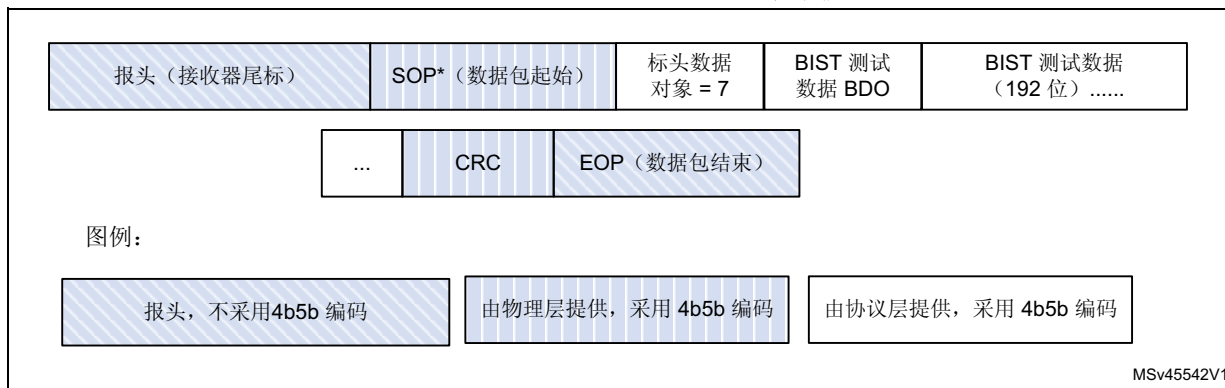 报头（接收器尾标）
SOP*（数据包起始）
标头数据
对象 = 7
BIST 测试
数据 BDO
BIST 测试数据
（192 位）......
...
CRC
EOP（数据包结束）
图例：
报头，不采用4b5b 编码
由物理层提供，采用 4b5b 编码
由协议层提供，采用 4b5b 编码
MSv45542V1